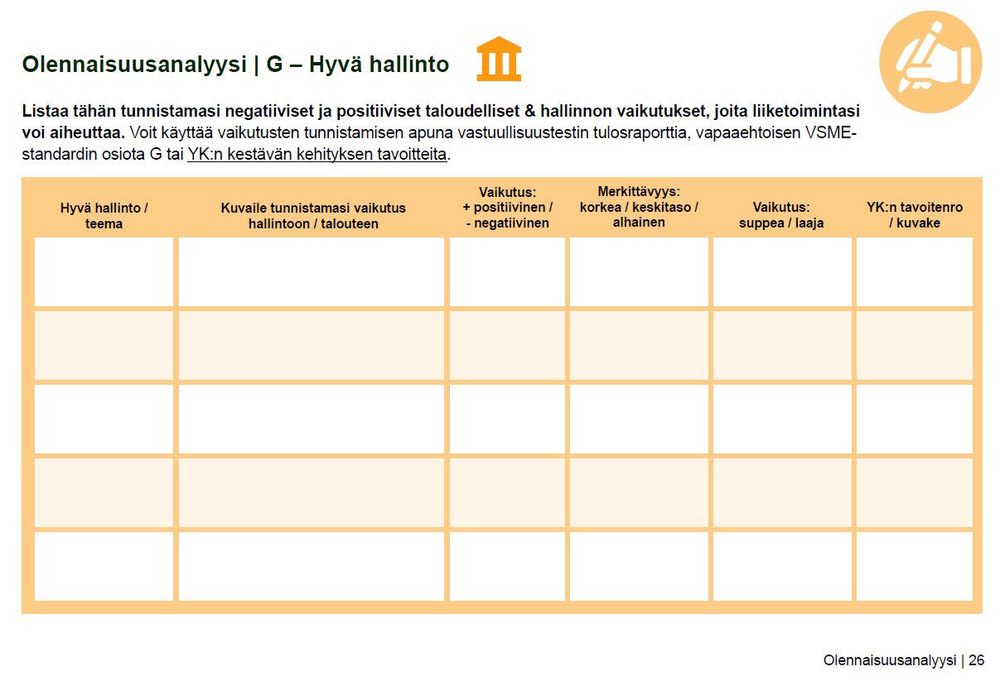 Olennaisuusanalyysi | G – Hyvä hallinto
Listaa tähän tunnistamasi negatiiviset ja positiiviset taloudelliset & hallinnon vaikutukset, joita liiketoimintasi
voi aiheuttaa. Voit käyttää vaikutusten tunnistamisen apuna vastuullisuustestin tulosraporttia, vapaaehtoisen VSME-
standardin osiota G tai YK:n kestävän kehityksen tavoitteita.
Hyvä hallinto /
teema
Kuvaile tunnistamasi vaikutus
hallintoon / talouteen
Vaikutus:
+ positiivinen /
- negatiivinen
Merkittävyys:
korkea / keskitaso /
alhainen
Vaikutus:
suppea / laaja
YK:n tavoitenro
/ kuvake
Olennaisuusanalyysi | 26